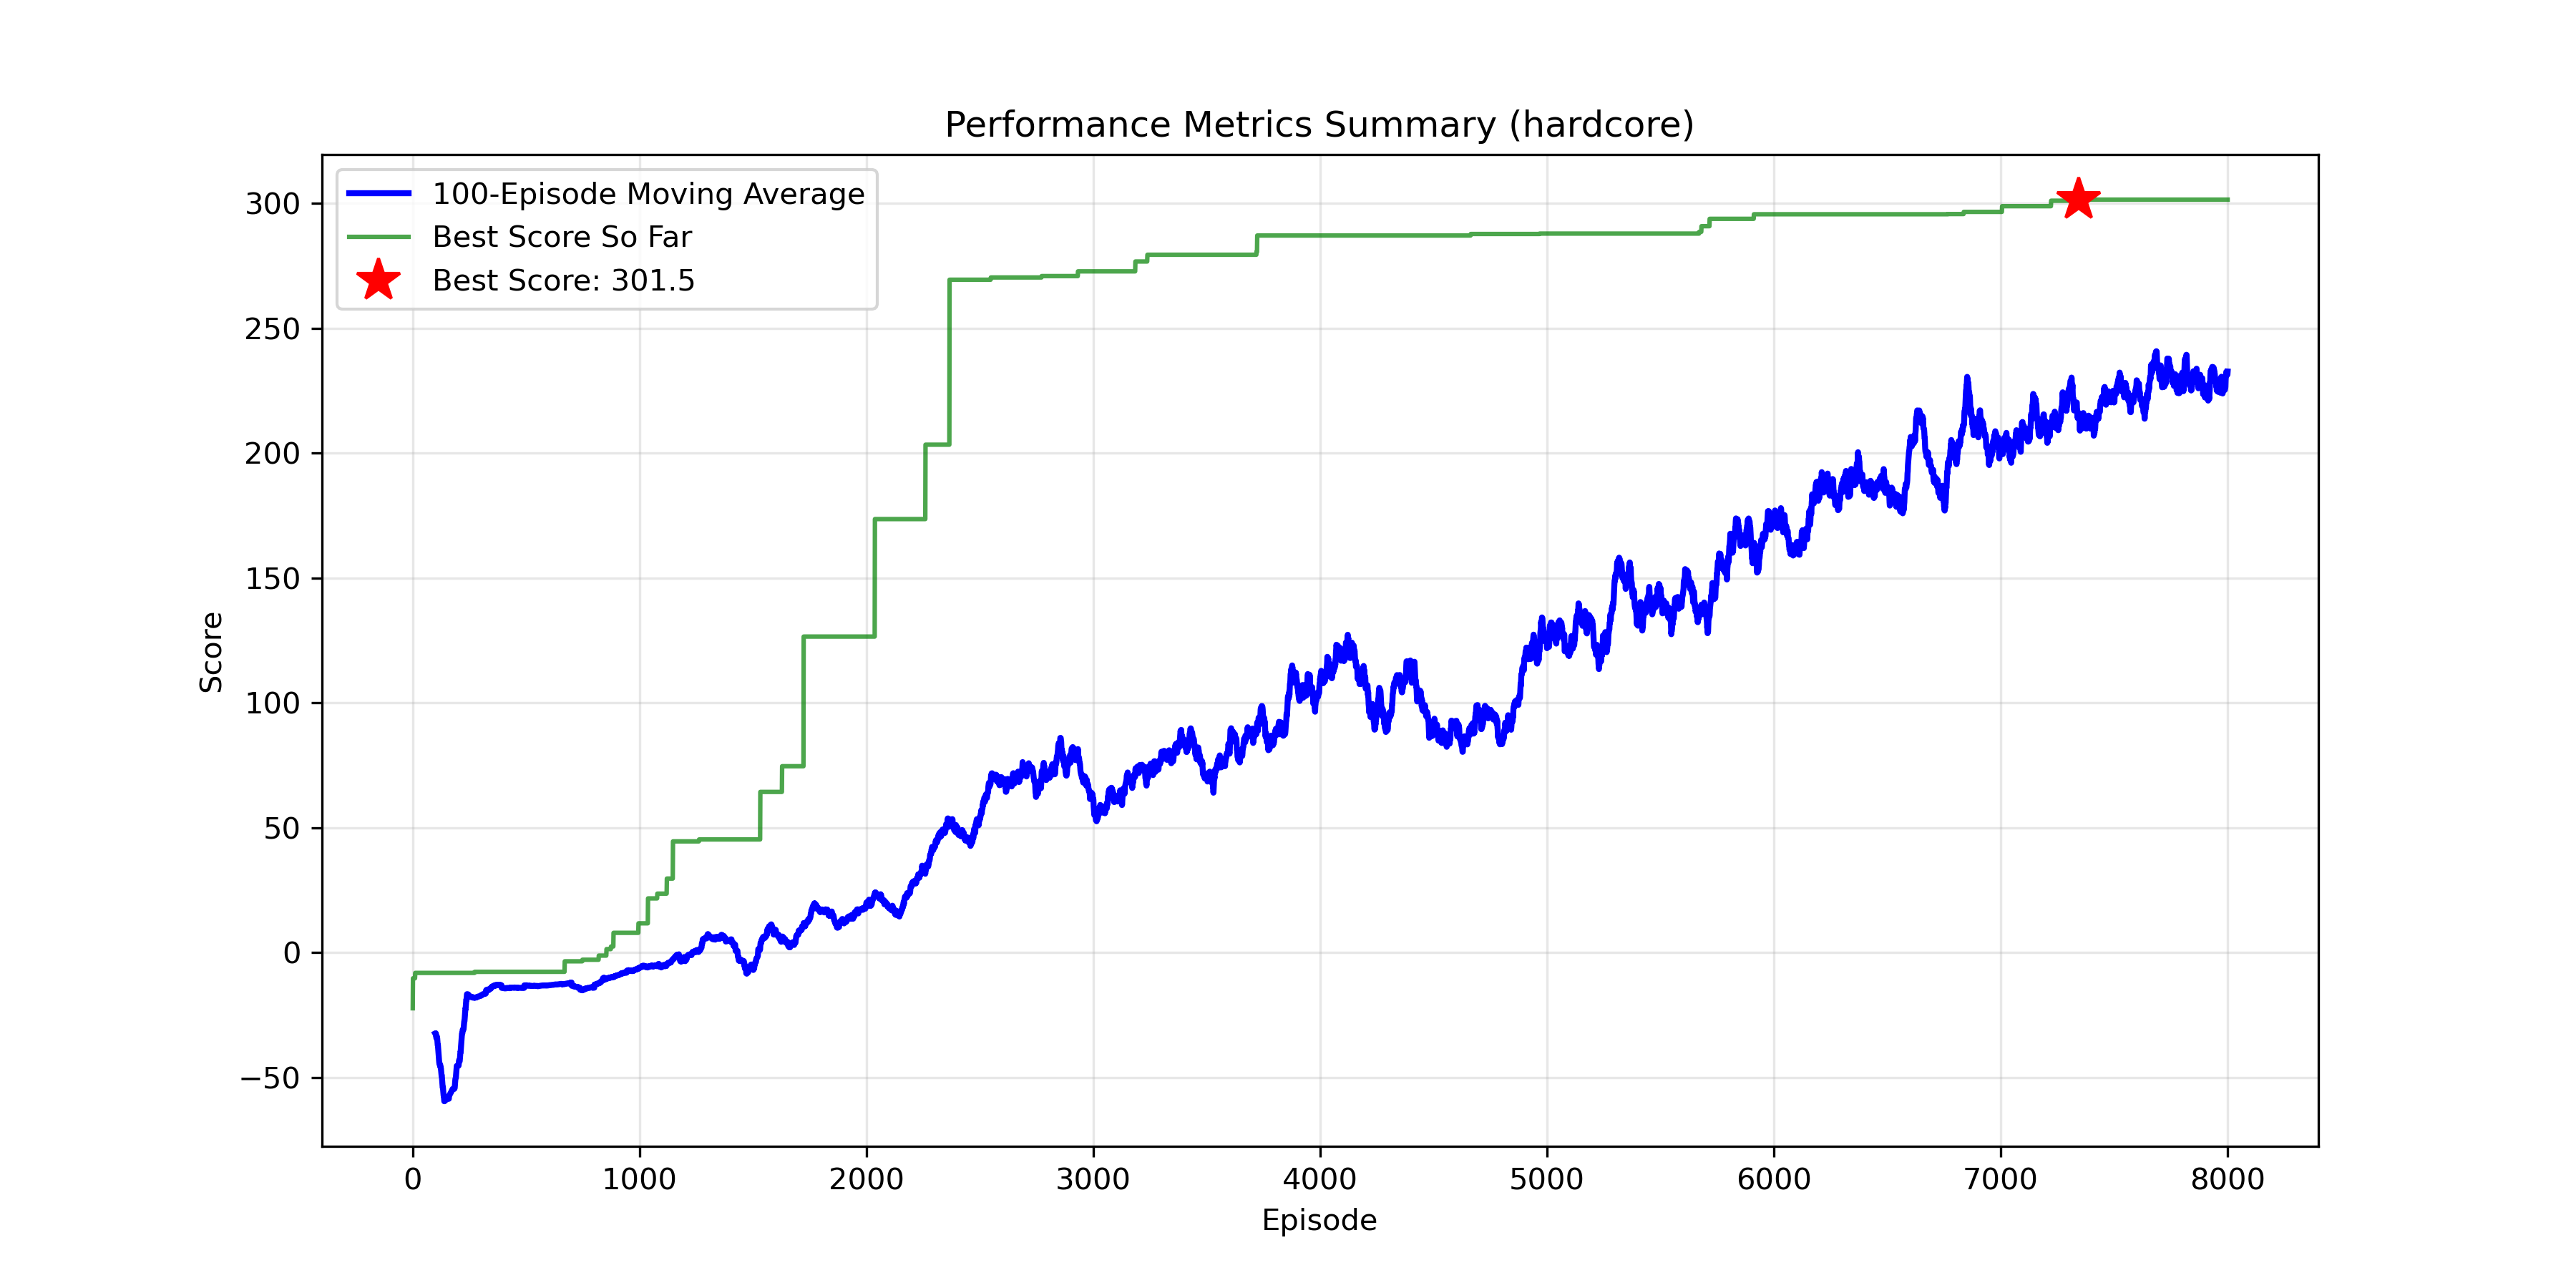 Performance Metrics Summary (hardcore)
100-Episode Moving Average
Best Score So Far
Best Score: 301.5
300
250
200
150
100
50
0
−50
Score
0 1000 2000 3000 4000 5000 6000 7000 8000
Episode